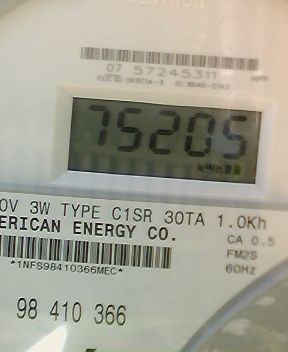 07 57245311
75205
kWh
0V 3W TYPE C1SR 30TA 1.0Kh
ERICAN ENERGY CO.
CA 0.5
*1NFS98410366MEC*
FM2S
60Hz
98 410 366